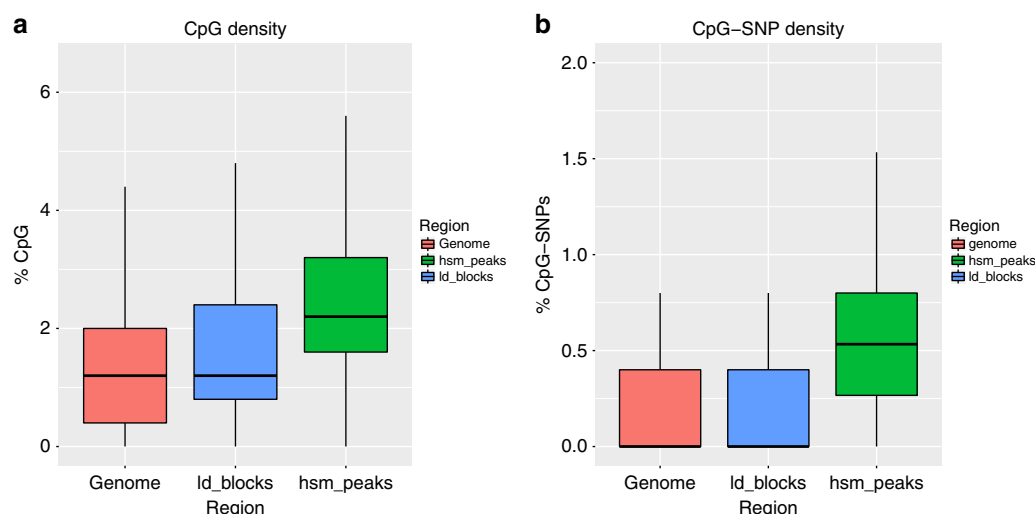 a
CpG density
% CpG
6
4
2
0
Genome
ld_blocks
hsm_peaks
Region
Region
Genome
hsm_peaks
ld_blocks
b
CpG–SNP density
% CpG–SNPs
2.0
1.5
1.0
0.5
0.0
Genome
ld_blocks
hsm_peaks
Region
Region
genome
hsm_peaks
ld_blocks